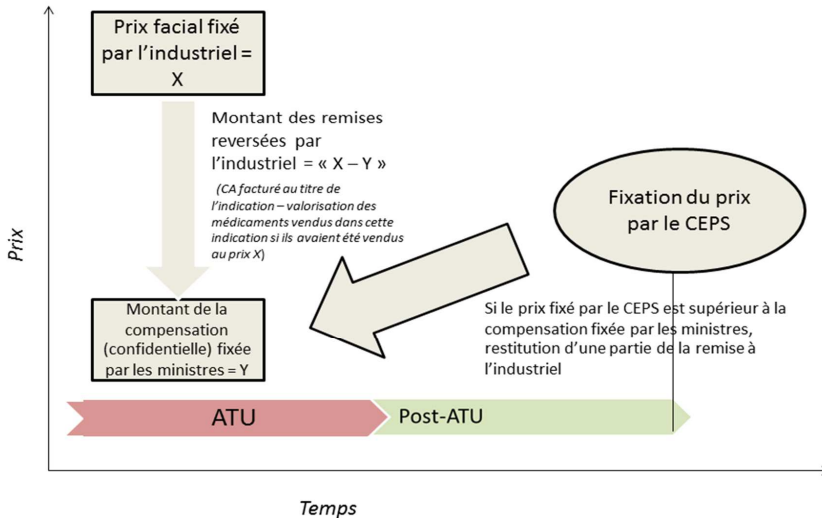 Prix facial fixé
par l'industriel =
X
Montant des remises
reversées par
l'industriel = « X – Y »
(CA facturé au titre de
l'indication – valorisation des
médicaments vendus dans cette
indication si ils avaient été vendus
au prix X)
Fixation du prix
par le CEPS
Prix
Montant de la
compensation
(confidentielle) fixée
par les ministres = Y
Si le prix fixé par le CEPS est supérieur à la
compensation fixée par les ministres,
restitution d'une partie de la remise à
l'industriel
ATU
Post-ATU
Temps